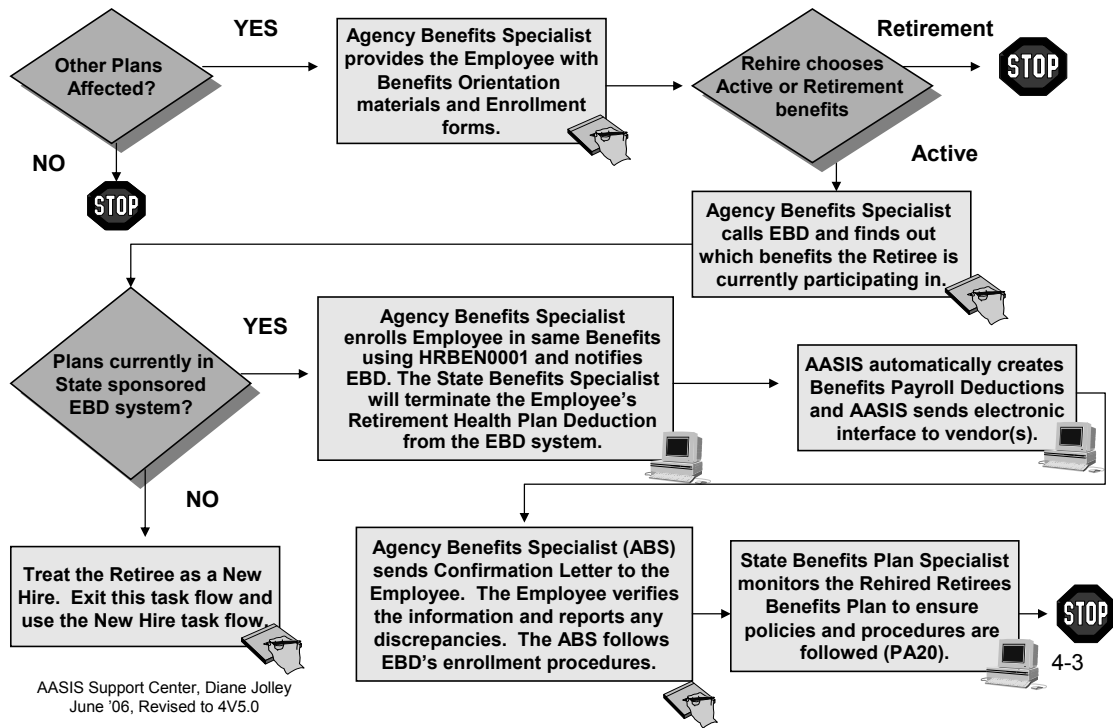 YES
Other Plans
Affected?
NO
STOP
Agency Benefits Specialist
provides the Employee with
Benefits Orientation
materials and Enrollment
forms.
Rehire chooses
Active or Retirement
benefits
Retirement
STOP
Active
Agency Benefits Specialist
calls EBD and finds out
which benefits the Retiree is
currently participating in.
Plans currently in
State sponsored
EBD system?
YES
NO
Agency Benefits Specialist
enrolls Employee in same Benefits
using HRBEN0001 and notifies
EBD. The State Benefits Specialist
will terminate the Employee’s
Retirement Health Plan Deduction
from the EBD system.
AASIS automatically creates
Benefits Payroll Deductions
and AASIS sends electronic
interface to vendor(s).
Treat the Retiree as a New
Hire. Exit this task flow and
use the New Hire task flow.
Agency Benefits Specialist (ABS)
sends Confirmation Letter to the
Employee. The Employee verifies
the information and reports any
discrepancies. The ABS follows
EBD’s enrollment procedures.
State Benefits Plan Specialist
monitors the Rehired Retirees
Benefits Plan to ensure
policies and procedures are
followed (PA20)
STOP
4-3
AASIS Support Center, Diane Jolley
June ’06, Revised to 4V5.0